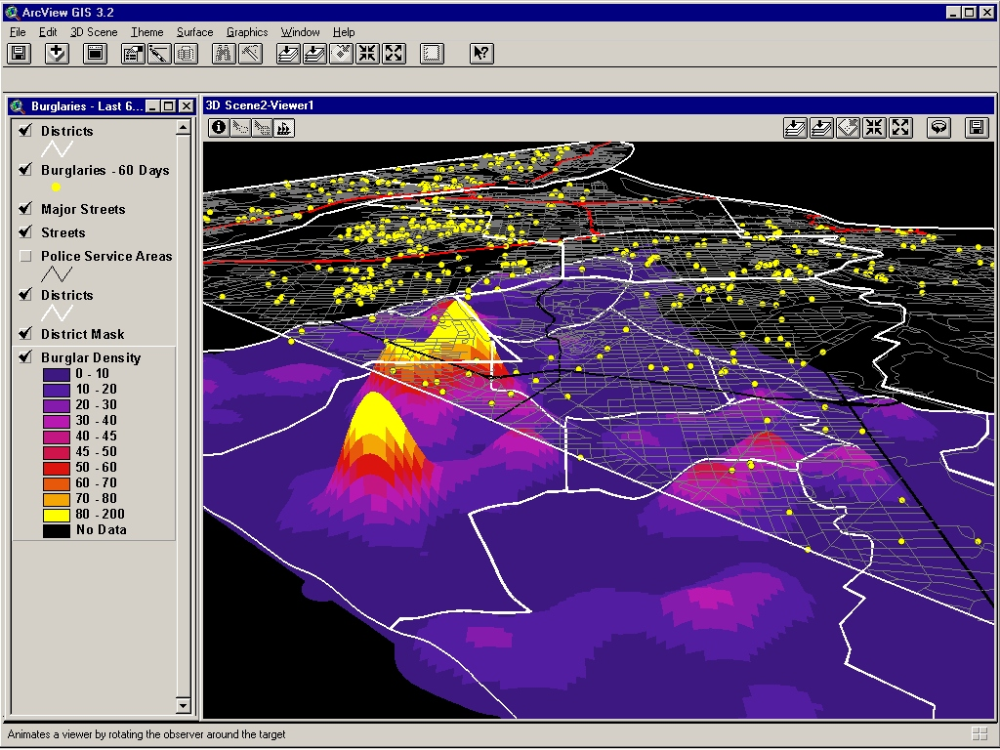 ArcView GIS 3.2
File Edit 3D Scene Theme Surface Graphics Window Help
Burglaries - Last 6...
3D Scene2-Viewer1
Districts
Burglaries - 60 Days
Major Streets
Streets
Police Service Areas
Districts
District Mask
Burglar Density
0 - 10
10 - 20
20 - 30
30 - 40
40 - 45
45 - 50
50 - 60
60 - 70
70 - 80
80 - 200
No Data
Animates a viewer by rotating the observer around the target